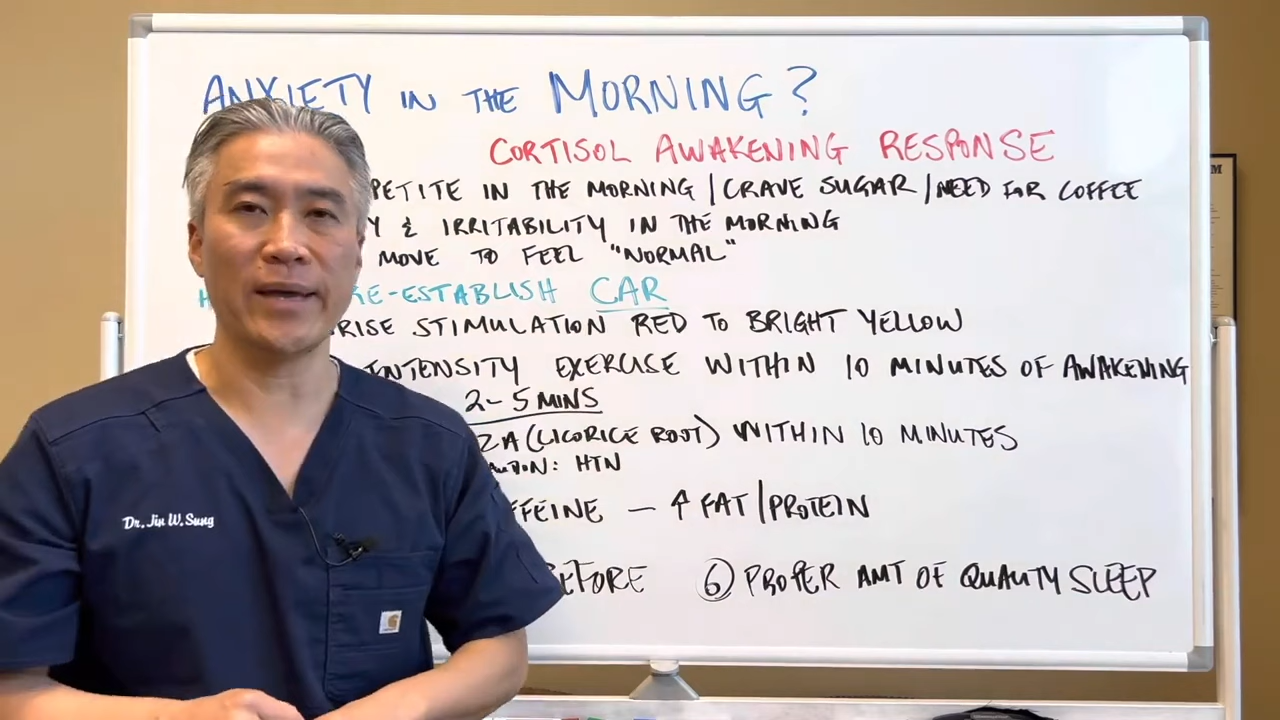 ANXIETY IN THE MORNING?
CORTISOL AWAKENING RESPONSE
PETITE IN THE MORNING / CRAVE SUGAR / NEED FOR COFFEE
Y & IRRITABILITY IN THE MORNING
MOVE TO FEEL "NORMAL"
RE-ESTABLISH CAR
RISE STIMULATION RED TO BRIGHT YELLOW
INTENSITY EXERCISE WITHIN 10 MINUTES OF AWAKENING
2-5 MINS
ZA (LICORICE ROOT) WITHIN 10 MINUTES
HTN
FFEINE — ↑ FAT/PROTEIN
BEFORE ⑥ PROPER AMT OF QUALITY SLEEP
Dr. Jin W. Sung